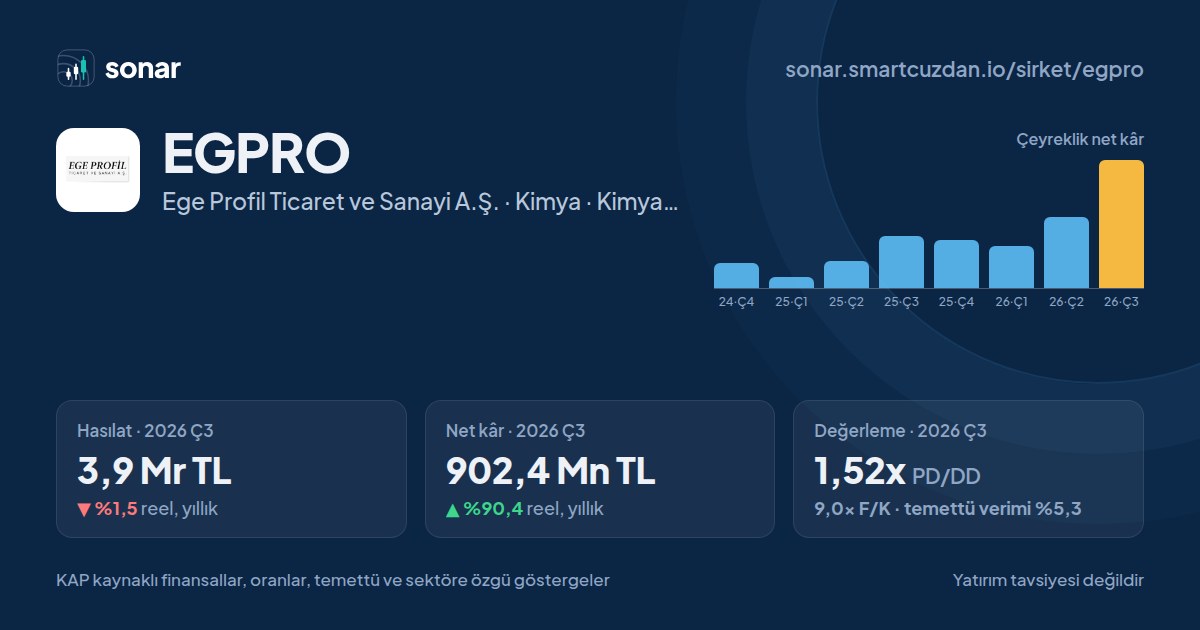 sonar
sonar.smartcuzdan.io/sirket/egpro
EGE PROFİL
TİCARET VE SANAYİ A.Ş.
EGPRO
Ege Profil Ticaret ve Sanayi A.Ş. · Kimya · Kimya...
Çeyreklik net kâr
24·Ç4 25·Ç1 25·Ç2 25·Ç3 25·Ç4 26·Ç1 26·Ç2 26·Ç3
Hasılat · 2026 Ç3
3,9 Mr TL
▼ %1,5 reel, yıllık
Net kâr · 2026 Ç3
902,4 Mn TL
▲ %90,4 reel, yıllık
Değerleme · 2026 Ç3
1,52x PD/DD
9,0× F/K · temettü verimi %5,3
KAP kaynaklı finansallar, oranlar, temettü ve sektöre özgü göstergeler
Yatırım tavsiyesi değildir